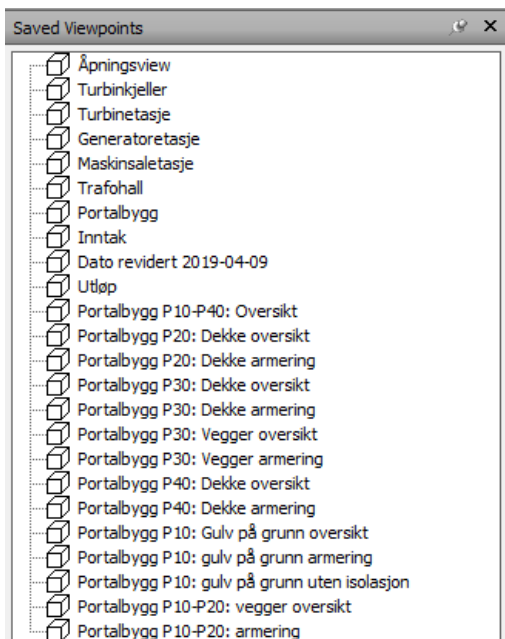 Saved Viewpoints
Åpningsview
Turbinkjeller
Turbinetasje
Generatoretasje
Maskinsaletasje
Trafohall
Portalbygg
Inntak
Dato revidert 2019-04-09
Utløp
Portalbygg P10-P40: Oversikt
Portalbygg P20: Dekke oversikt
Portalbygg P20: Dekke armering
Portalbygg P30: Dekke oversikt
Portalbygg P30: Dekke armering
Portalbygg P30: Vegger oversikt
Portalbygg P30: Vegger armering
Portalbygg P40: Dekke oversikt
Portalbygg P40: Dekke armering
Portalbygg P10: Gulv på grunn oversikt
Portalbygg P10: gulv på grunn armering
Portalbygg P10: gulv på grunn uten isolasjon
Portalbygg P10-P20: vegger oversikt
Portalbygg P10-P20: armering